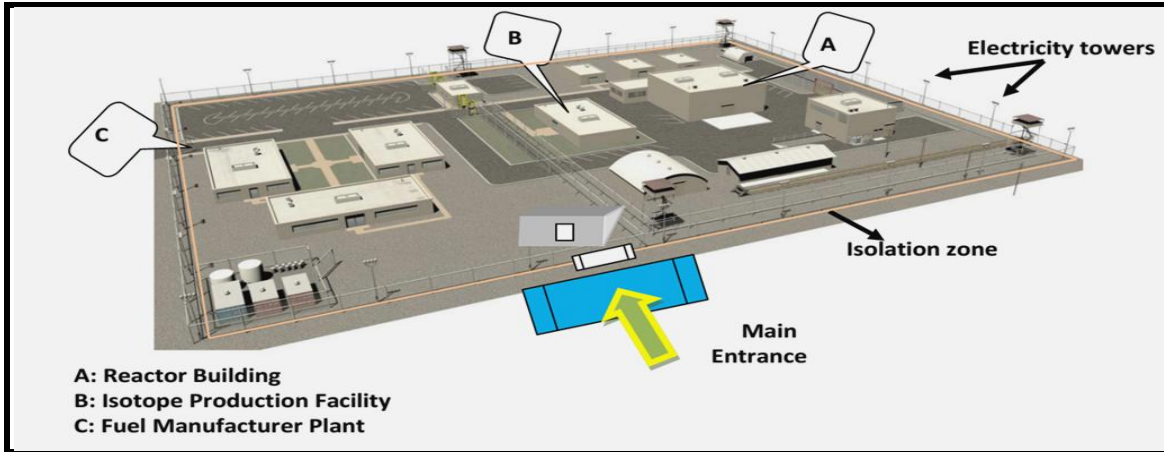 B
A
Electricity towers
C
Isolation zone
Main
Entrance
A: Reactor Building
B: Isotope Production Facility
C: Fuel Manufacturer Plant